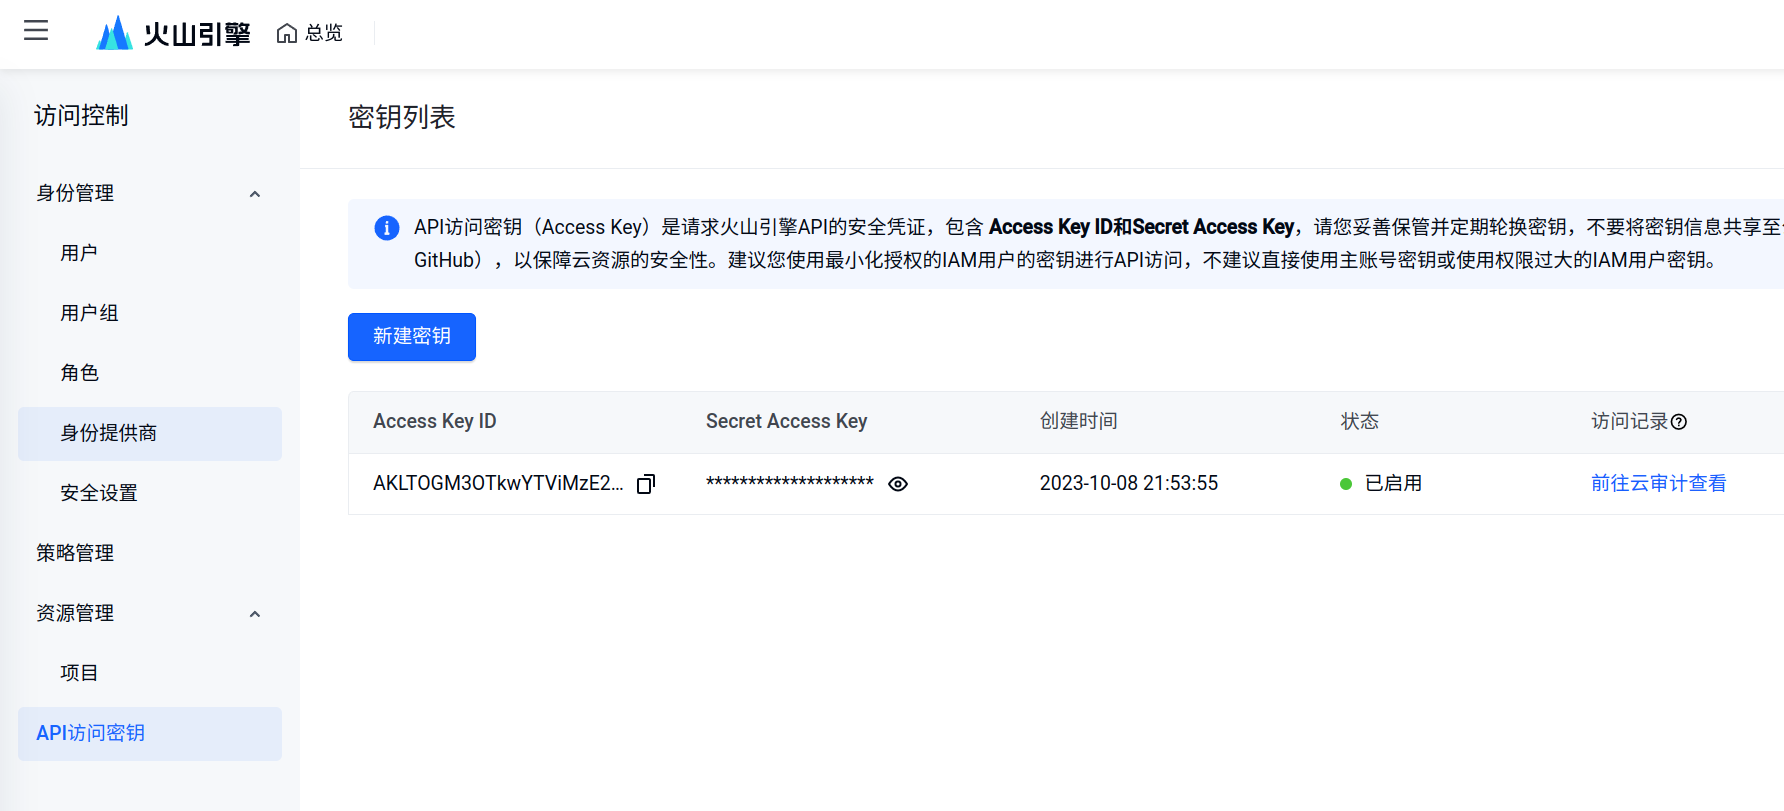 火山引擎 总览
访问控制
身份管理
用户
用户组
角色
身份提供商
安全设置
策略管理
资源管理
项目
API访问密钥
密钥列表
API访问密钥（Access Key）是请求火山引擎API的安全凭证，包含 Access Key ID和Secret Access Key，请您妥善保管并定期轮换密钥，不要将密钥信息共享至
GitHub），以保障云资源的安全性。建议您使用最小化授权的IAM用户的密钥进行API访问，不建议直接使用主账号密钥或使用权限过大的IAM用户密钥。
新建密钥
Access Key ID Secret Access Key 创建时间 状态 访问记录
AKLTOGM3OTkwYTViMzE2... ******************** 2023-10-08 21:53:55 已启用 前往云审计查看